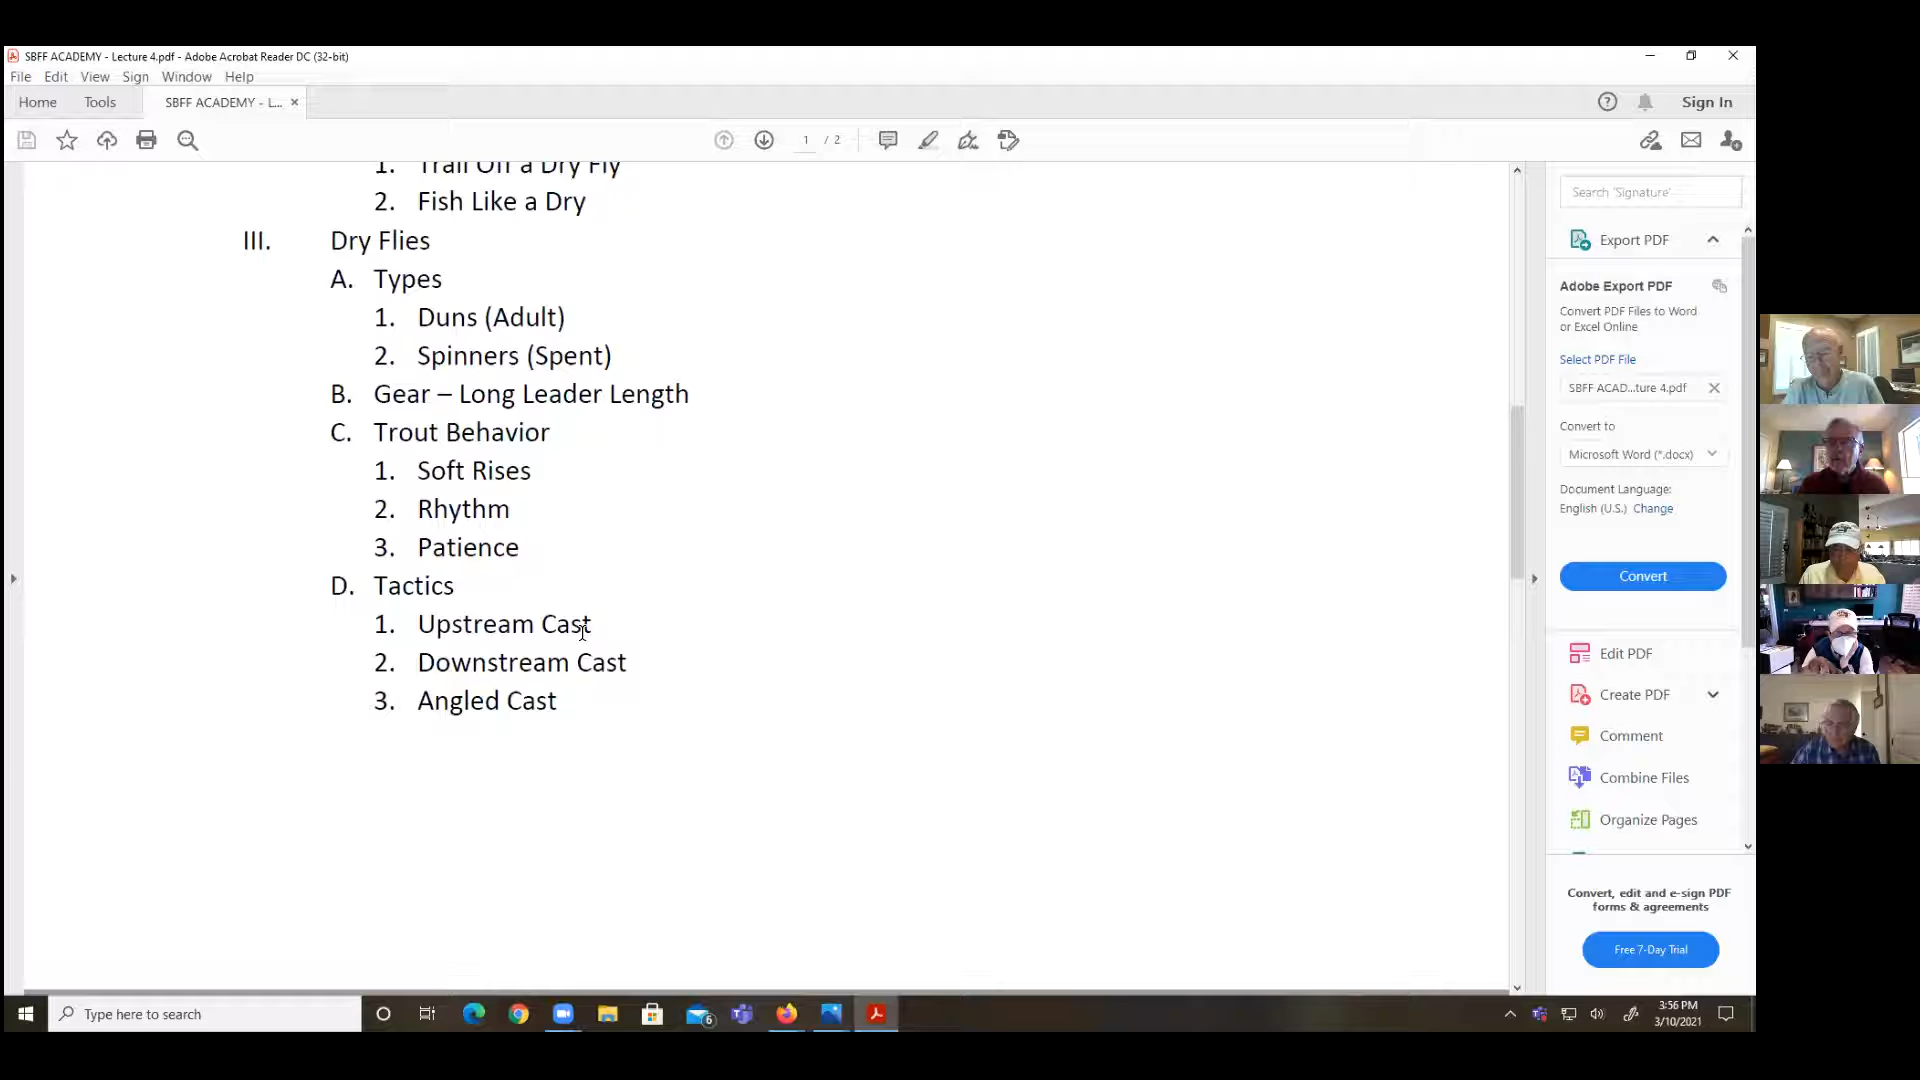 SBFF ACADEMY - Lecture 4.pdf - Adobe Acrobat Reader DC (32-bit)
File Edit View Sign Window Help
Home Tools SBFF ACADEMY - L... ×
Sign In
1 / 2
1. Trail Off a Dry Fly
2. Fish Like a Dry
III. Dry Flies
A. Types
1. Duns (Adult)
2. Spinners (Spent)
B. Gear – Long Leader Length
C. Trout Behavior
1. Soft Rises
2. Rhythm
3. Patience
D. Tactics
1. Upstream Cast
2. Downstream Cast
3. Angled Cast
Search 'Signature'
Export PDF
Adobe Export PDF
Convert PDF Files to Word
or Excel Online
Select PDF File
SBFF ACAD...ture 4.pdf
Convert to
Microsoft Word (*.docx)
Document Language:
English (U.S.) Change
Convert
Edit PDF
Create PDF
Comment
Combine Files
Organize Pages
Convert, edit and e-sign PDF
forms & agreements
Free 7-Day Trial
Type here to search
6
3:56 PM
3/10/2021